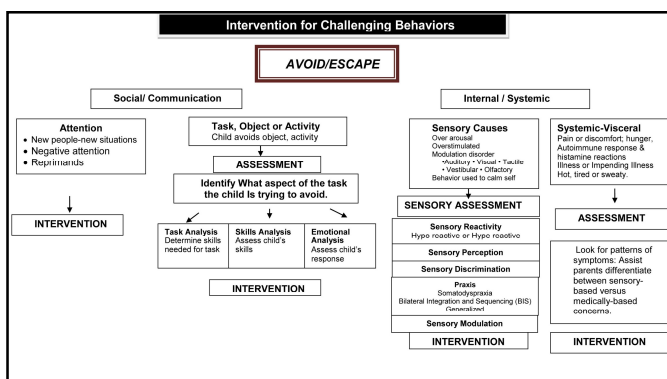 Intervention for Challenging Behaviors
AVOID/ESCAPE
Social/ Communication
Internal / Systemic
Attention
• New people-new situations
• Negative attention
• Reprimands
INTERVENTION
Task, Object or Activity
Child avoids object, activity
ASSESSMENT
Identify What aspect of the task
the child Is trying to avoid.
Task Analysis
Determine skills
needed for task
Skills Analysis
Assess child's
skills
Emotional
Analysis
Assess child's
response
INTERVENTION
Sensory Causes
Over arousal
Overstimulated
Modulation disorder
•Auditory • Visual • Tactile
• Vestibular • Olfactory
Behavior used to calm self
SENSORY ASSESSMENT
Sensory Reactivity
Hypo reactive or Hype reactive
Sensory Perception
Sensory Discrimination
Praxis
Somatodyspraxia
Bilateral Integration and Sequencing (BIS)
Generalized
Sensory Modulation
INTERVENTION
Systemic-Visceral
Pain or discomfort; hunger,
Autoimmune response &
histamine reactions
Illness or Impending Illness
Hot, tired or sweaty.
ASSESSMENT
Look for patterns of
symptoms: Assist
parents differentiate
between sensory-
based versus
medically-based
concerns.
INTERVENTION